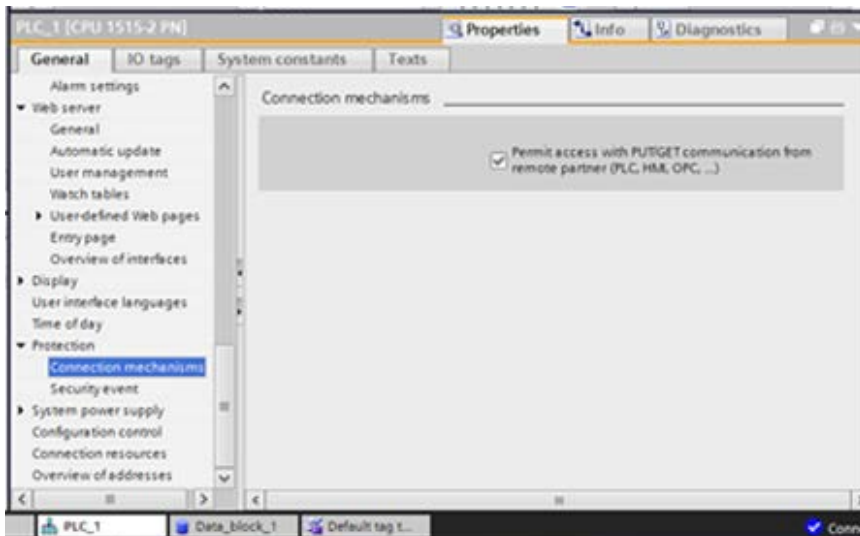 PLC_1 [CPU 1515-2 PN]
Properties
Info
Diagnostics
General
IO tags
System constants
Texts
Alarm settings
Web server
General
Automatic update
User management
Watch tables
User-defined Web pages
Entry page
Overview of interfaces
Display
User interface languages
Time of day
Protection
Connection mechanisms
Security event
System power supply
Configuration control
Connection resources
Overview of addresses
Connection mechanisms
Permit access with PUT/GET communication from
remote partner (PLC, HMI, OPC, ...)
PLC_1
Data_block_1
Default tag t...
Conn